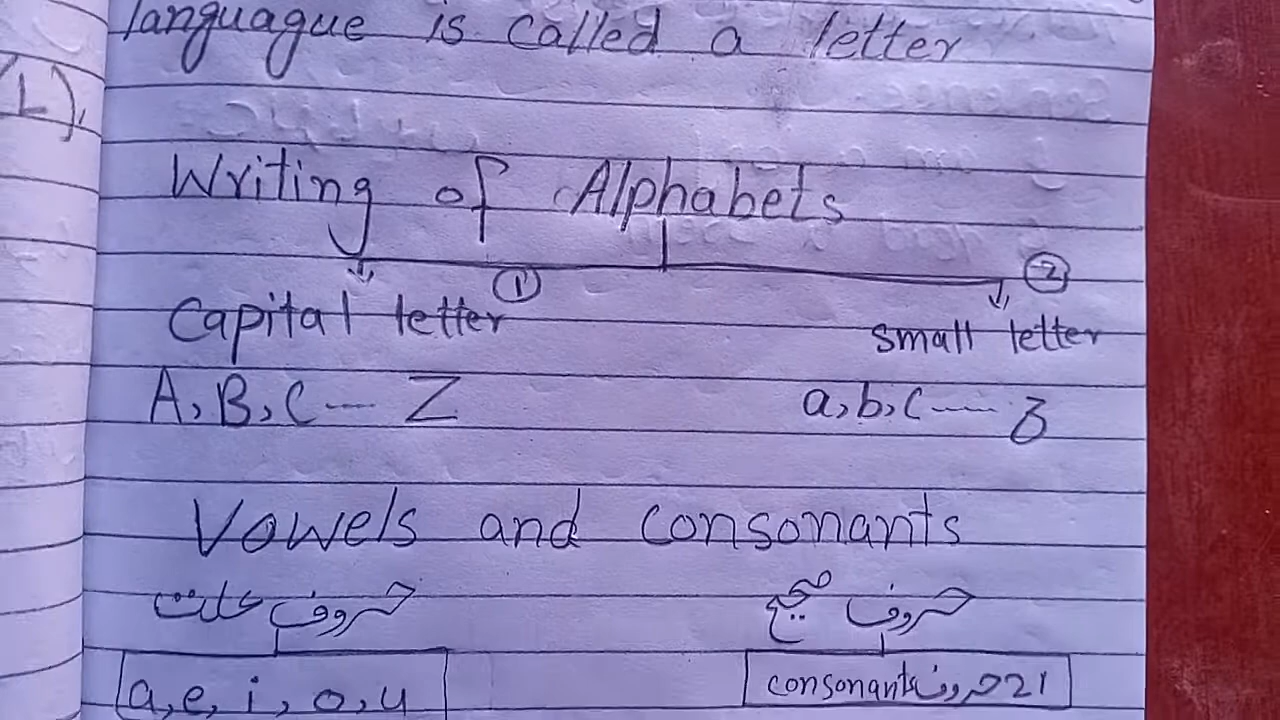 languague is called a letter
(L),
Writing of Alphabets
① ②
Capital letter small letter
A, B, C --- Z a, b, c ---- z
Vowels and consonants
حروف علت حروف صحیح
a, e, i, o, u consonants حروف 21